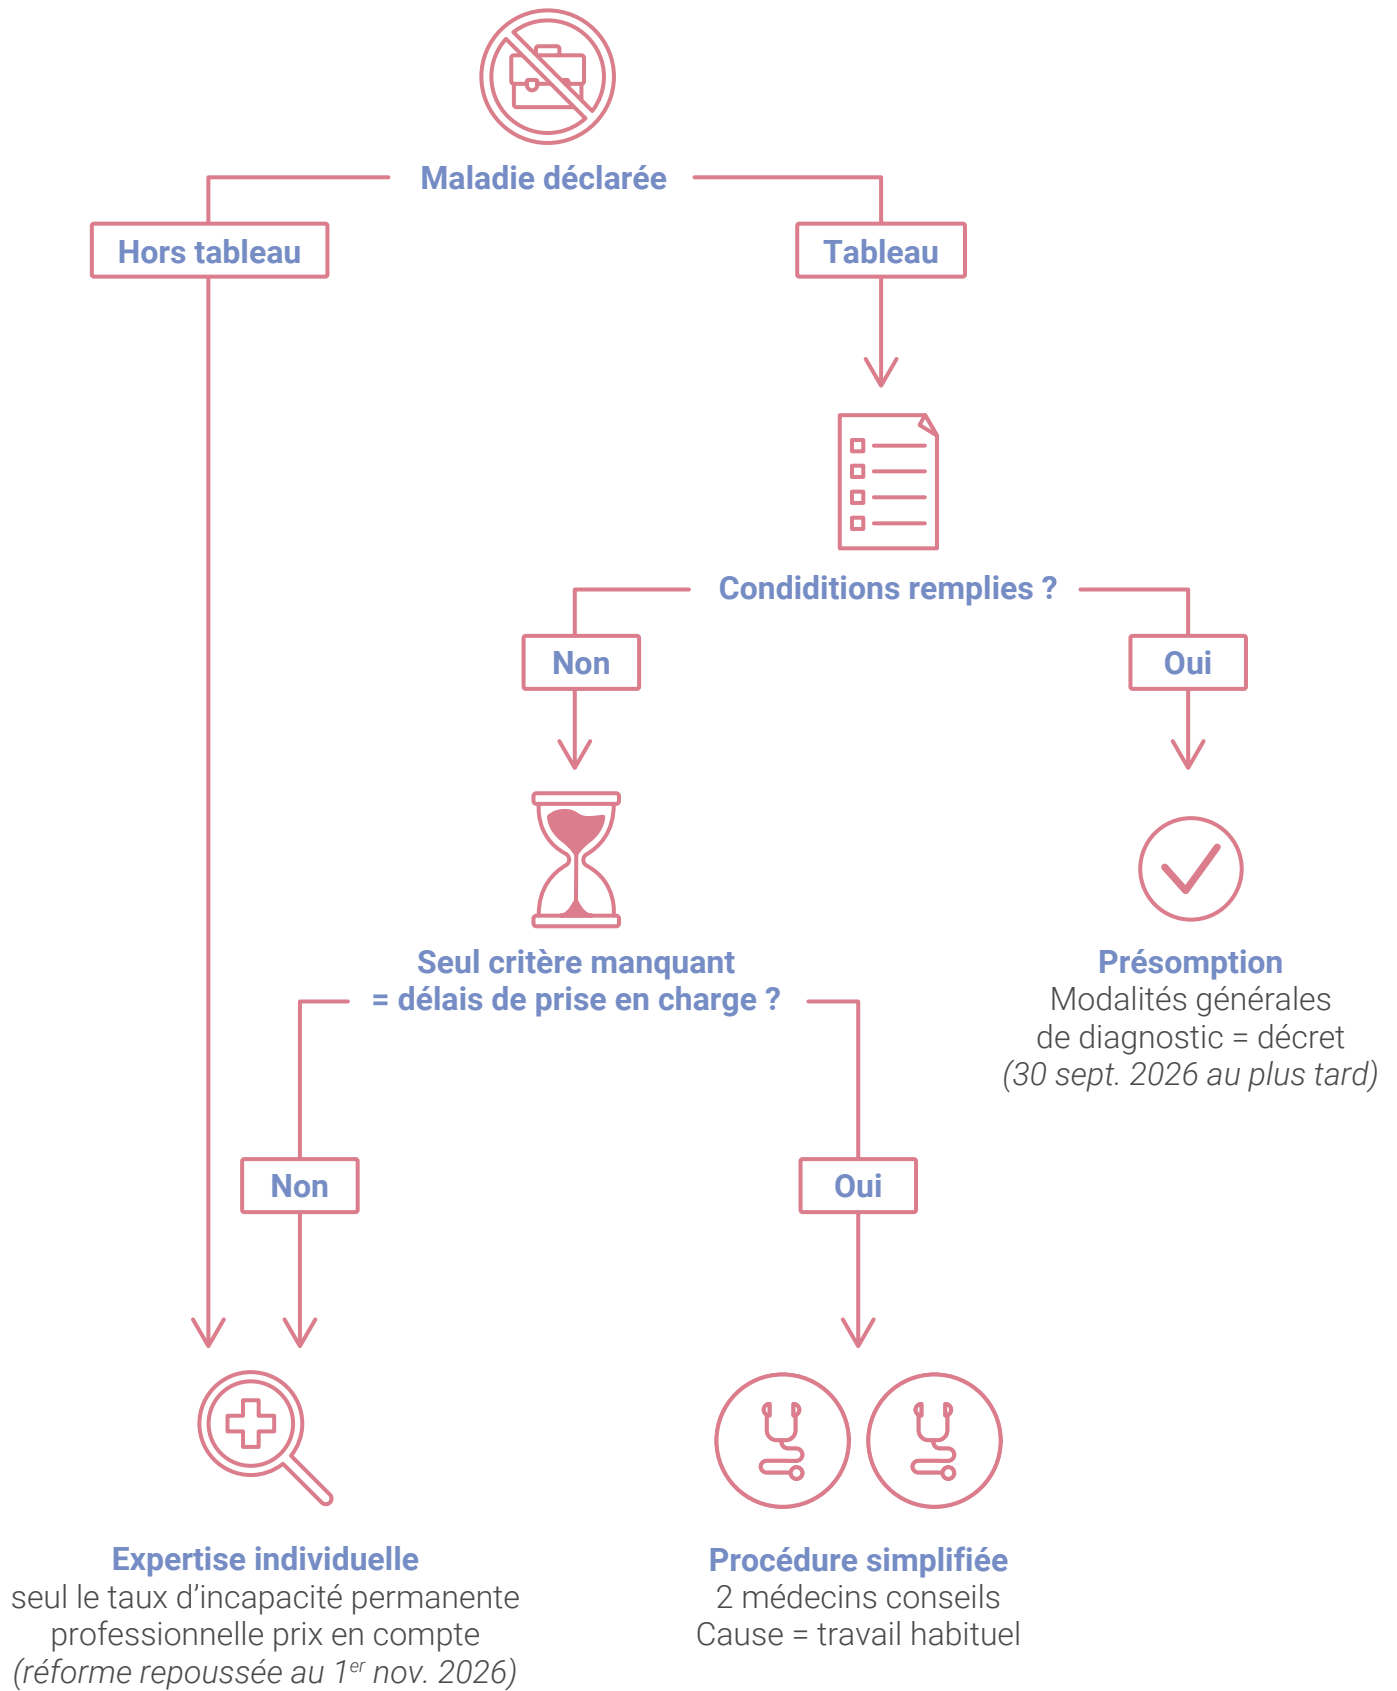 Maladie déclarée
Hors tableau
Tableau
Condiditions remplies ?
Non
Oui
Seul critère manquant
= délais de prise en charge ?
Présomption
Modalités générales
de diagnostic = décret
(30 sept. 2026 au plus tard)
Non
Oui
Expertise individuelle
seul le taux d’incapacité permanente
professionnelle prix en compte
(réforme repoussée au 1er nov. 2026)
Procédure simplifiée
2 médecins conseils
Cause = travail habituel